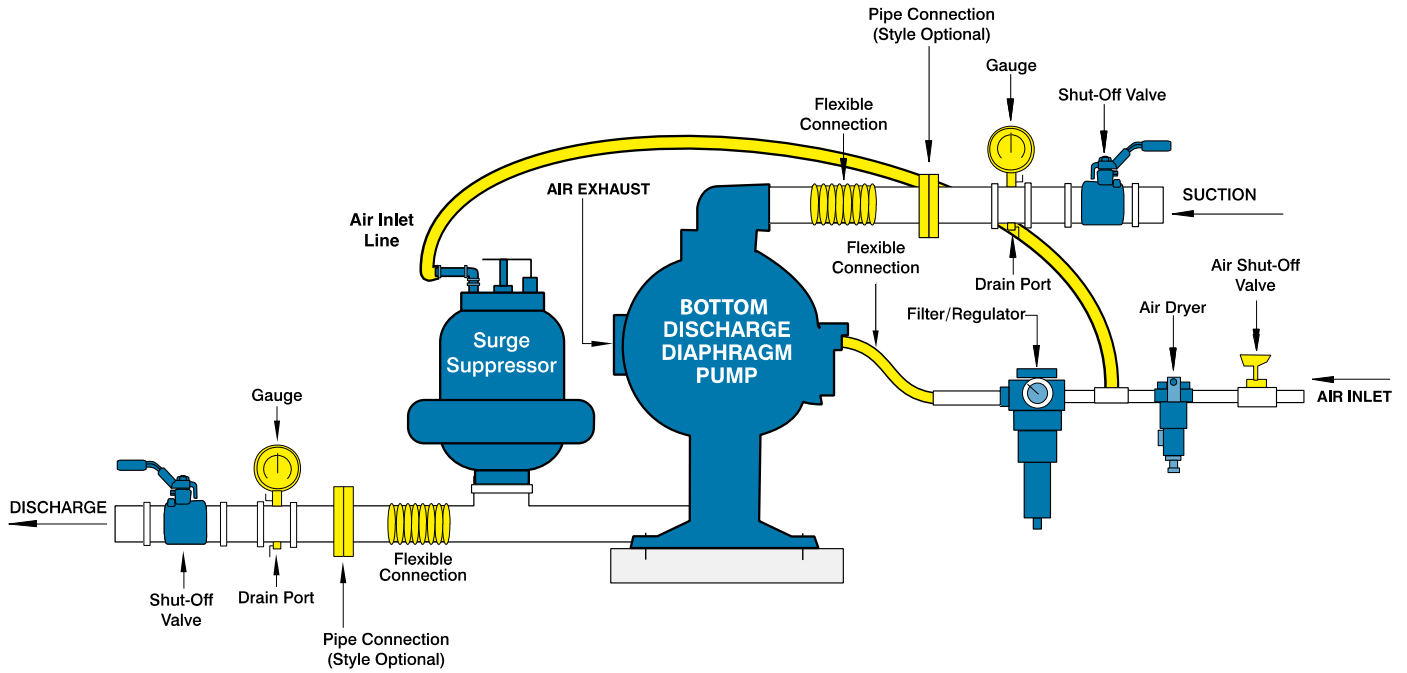 Pipe Connection
(Style Optional)
Gauge
Shut-Off Valve
Flexible
Connection
AIR EXHAUST
SUCTION
Air Inlet
Line
Flexible
Connection
Drain Port
Air Shut-Off
Valve
Air Dryer
Filter/Regulator
BOTTOM
DISCHARGE
DIAPHRAGM
PUMP
Surge
Suppressor
AIR INLET
Gauge
DISCHARGE
Flexible
Connection
Shut-Off
Valve
Drain Port
Pipe Connection
(Style Optional)